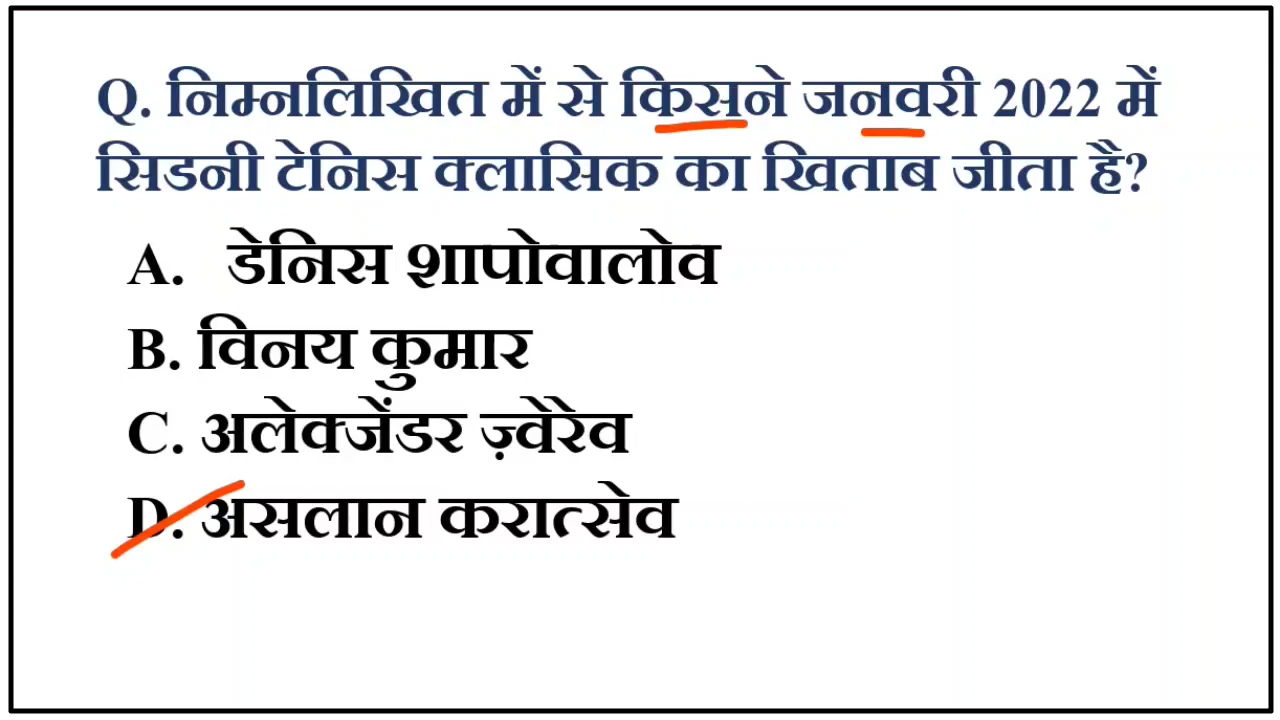 Q. निम्नलिखित में से किसने जनवरी 2022 में
सिडनी टेनिस क्लासिक का खिताब जीता है?
A. डेनिस शापोवालोव
B. विनय कुमार
C. अलेक्जेंडर ज़्वेरेव
D. असलान करात्सेव